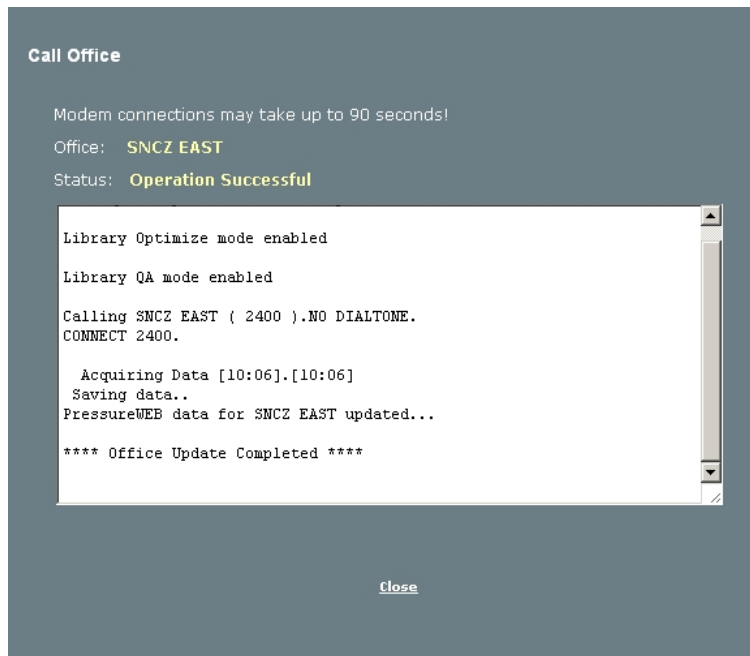 Call Office
Modem connections may take up to 90 seconds!
Office: SNCZ EAST
Status: Operation Successful
Library Optimize mode enabled
Library QA mode enabled
Calling SNCZ EAST ( 2400 ).NO DIALTONE.
CONNECT 2400.
Acquiring Data [10:06].[10:06]
Saving data..
PressureWEB data for SNCZ EAST updated...
**** Office Update Completed ****
Close